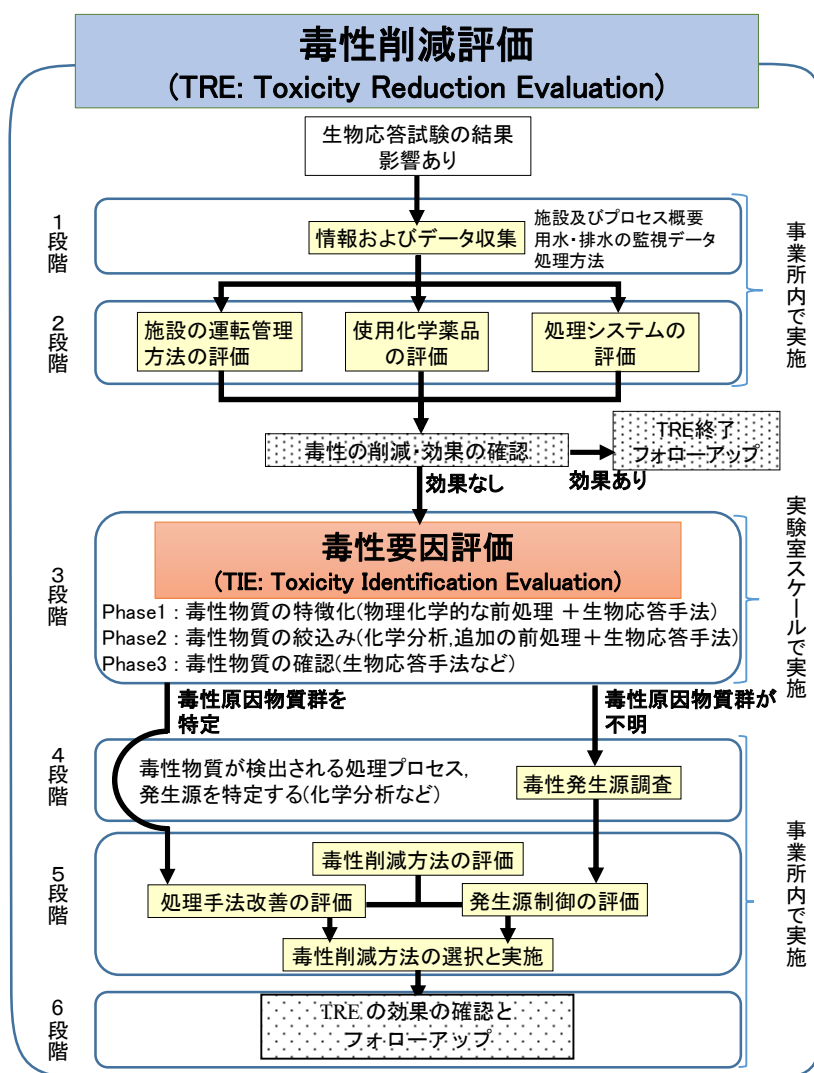 毒性削減評価
(TRE: Toxicity Reduction Evaluation)
生物応答試験の結果
影響あり
1段階
情報およびデータ収集
施設及びプロセス概要
用水・排水の監視データ
処理方法
事業所内で実施
2段階
施設の運転管理
方法の評価
使用化学薬品
の評価
処理システムの
評価
毒性の削減・効果の確認
TRE終了
フォローアップ
効果なし
効果あり
3段階
毒性要因評価
(TIE: Toxicity Identification Evaluation)
Phase1：毒性物質の特徴化(物理化学的な前処理 ＋生物応答手法)
Phase2：毒性物質の絞込み(化学分析,追加の前処理＋生物応答手法)
Phase3：毒性物質の確認(生物応答手法など)
実験室スケールで実施
毒性原因物質群を
特定
毒性原因物質群が
不明
4段階
毒性物質が検出される処理プロセス,
発生源を特定する(化学分析など)
毒性発生源調査
5段階
毒性削減方法の評価
処理手法改善の評価
発生源制御の評価
毒性削減方法の選択と実施
事業所内で実施
6段階
TREの効果の確認と
フォローアップ